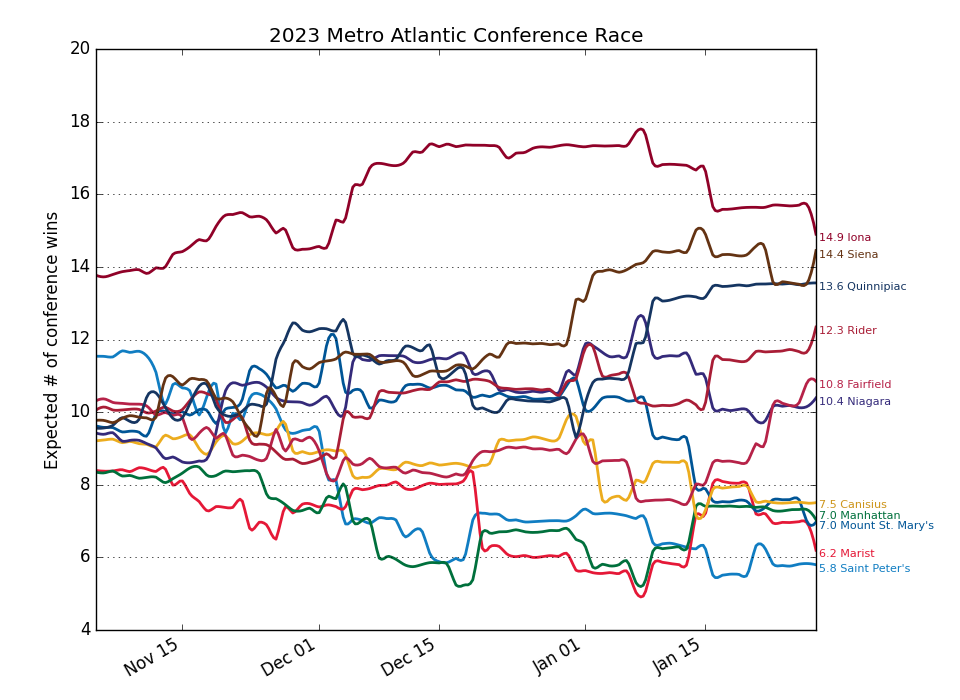 2023 Metro Atlantic Conference Race
Expected # of conference wins
20
18
16
14
12
10
8
6
4
Nov 15
Dec 01
Dec 15
Jan 01
Jan 15
14.9 Iona
14.4 Siena
13.6 Quinnipiac
12.3 Rider
10.8 Fairfield
10.4 Niagara
7.5 Canisius
7.0 Manhattan
7.0 Mount St. Mary's
6.2 Marist
5.8 Saint Peter's